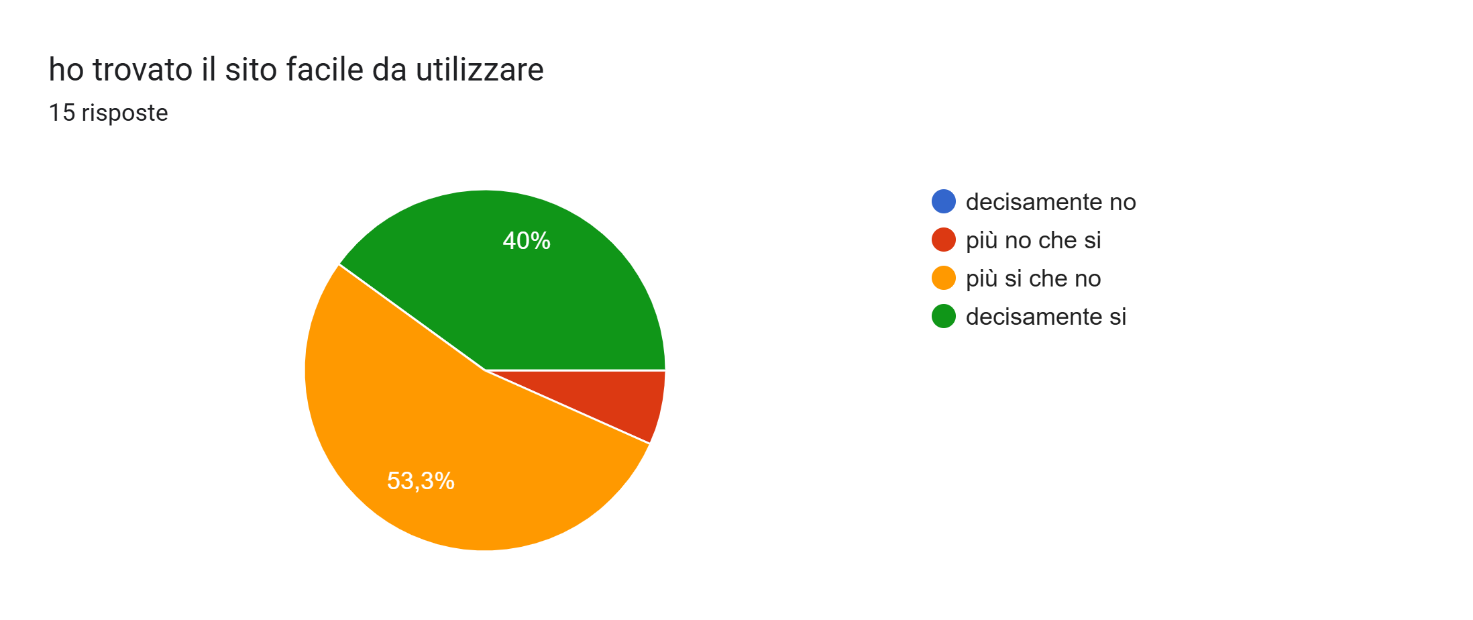 ho trovato il sito facile da utilizzare
15 risposte
40%
53,3%
decisamente no
più no che si
più si che no
decisamente si